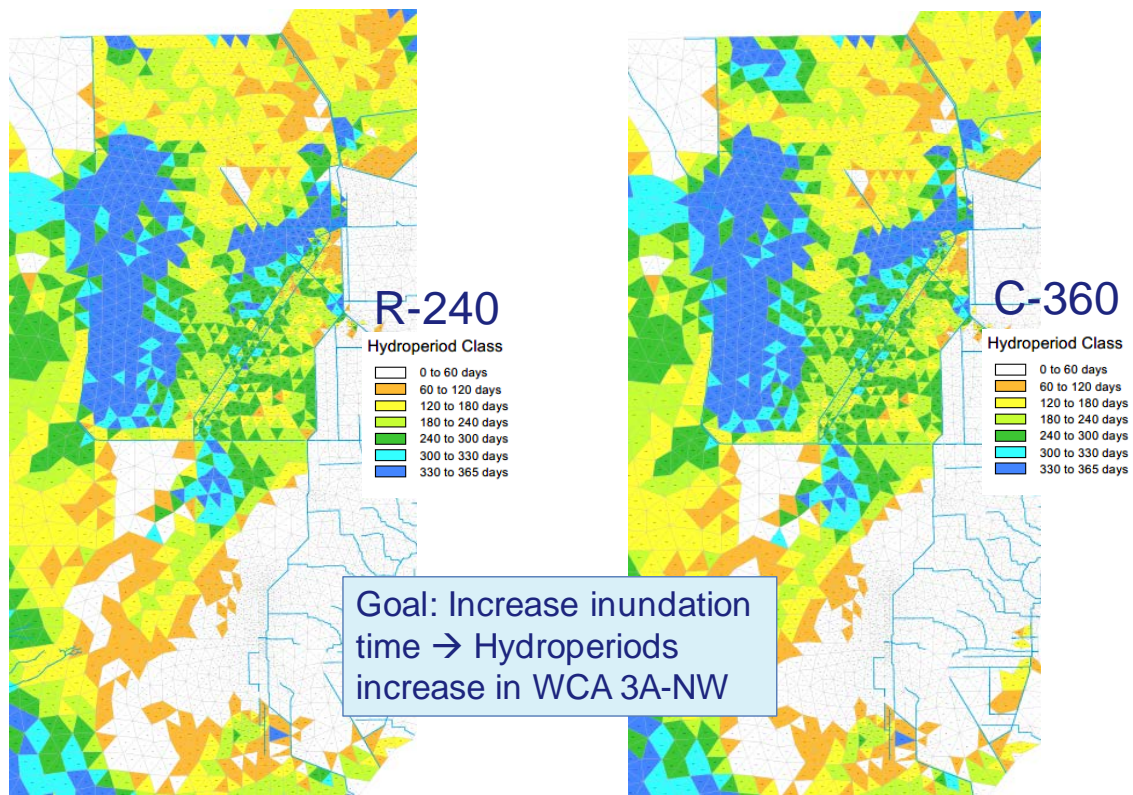 R-240
Hydroperiod Class
0 to 60 days
60 to 120 days
120 to 180 days
180 to 240 days
240 to 300 days
300 to 330 days
330 to 365 days
C-360
Hydroperiod Class
0 to 60 days
60 to 120 days
120 to 180 days
180 to 240 days
240 to 300 days
300 to 330 days
330 to 365 days
Goal: Increase inundation
time → Hydroperiods
increase in WCA 3A-NW